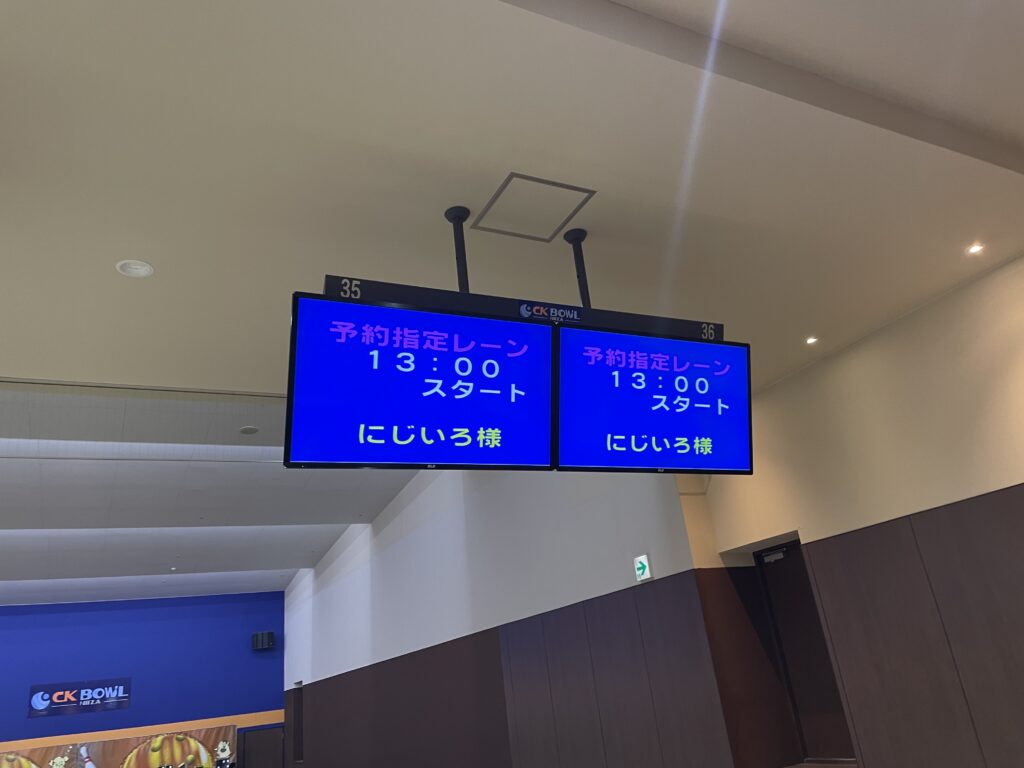 35
CK BOWL
NIIZA
36
予約指定レーン
13：00
スタート
にじいろ様
予約指定レーン
13：00
スタート
にじいろ様
CK BOWL
NIIZA